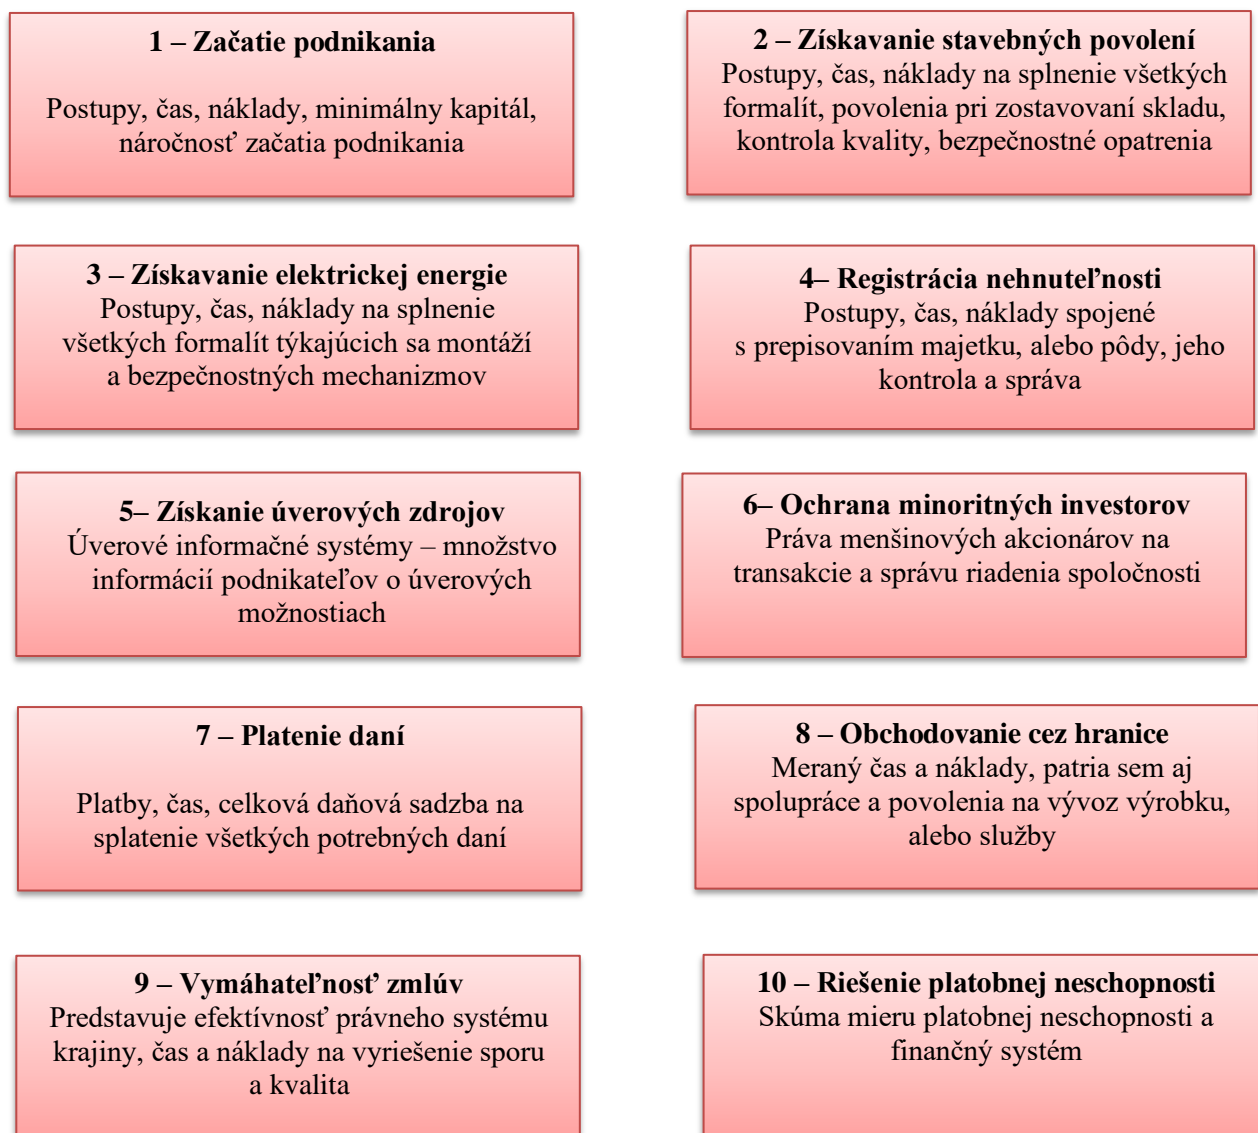 1 – Začatie podnikania
Postupy, čas, náklady, minimálny kapitál,
náročnosť začatia podnikania
2 – Získavanie stavebných povolení
Postupy, čas, náklady na splnenie všetkých
formalít, povolenia pri zostavovaní skladu,
kontrola kvality, bezpečnostné opatrenia
3 – Získavanie elektrickej energie
Postupy, čas, náklady na splnenie
všetkých formalít týkajúcich sa montáží
a bezpečnostných mechanizmov
4– Registrácia nehnuteľnosti
Postupy, čas, náklady spojené
s prepisovaním majetku, alebo pôdy, jeho
kontrola a správa
5– Získanie úverových zdrojov
Úverové informačné systémy – množstvo
informácií podnikateľov o úverových
možnostiach
6– Ochrana minoritných investorov
Práva menšinových akcionárov na
transakcie a správu riadenia spoločnosti
7 – Platenie daní
Platby, čas, celková daňová sadzba na
splatenie všetkých potrebných daní
8 – Obchodovanie cez hranice
Meraný čas a náklady, patria sem aj
spolupráce a povolenia na vývoz výrobku,
alebo služby
9 – Vymáhateľnosť zmlúv
Predstavuje efektívnosť právneho systému
krajiny, čas a náklady na vyriešenie sporu
a kvalita
10 – Riešenie platobnej neschopnosti
Skúma mieru platobnej neschopnosti a
finančný systém